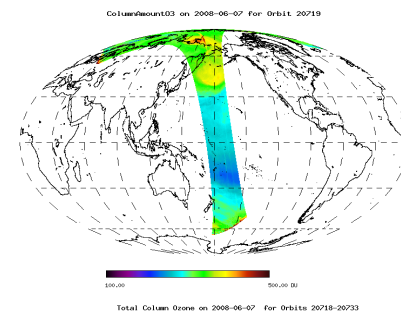 ColumnAmountO3 on 2008-06-07 for Orbit 20719
100.00 500.00 DU
Total Column Ozone on 2008-06-07 for Orbits 20718-20733